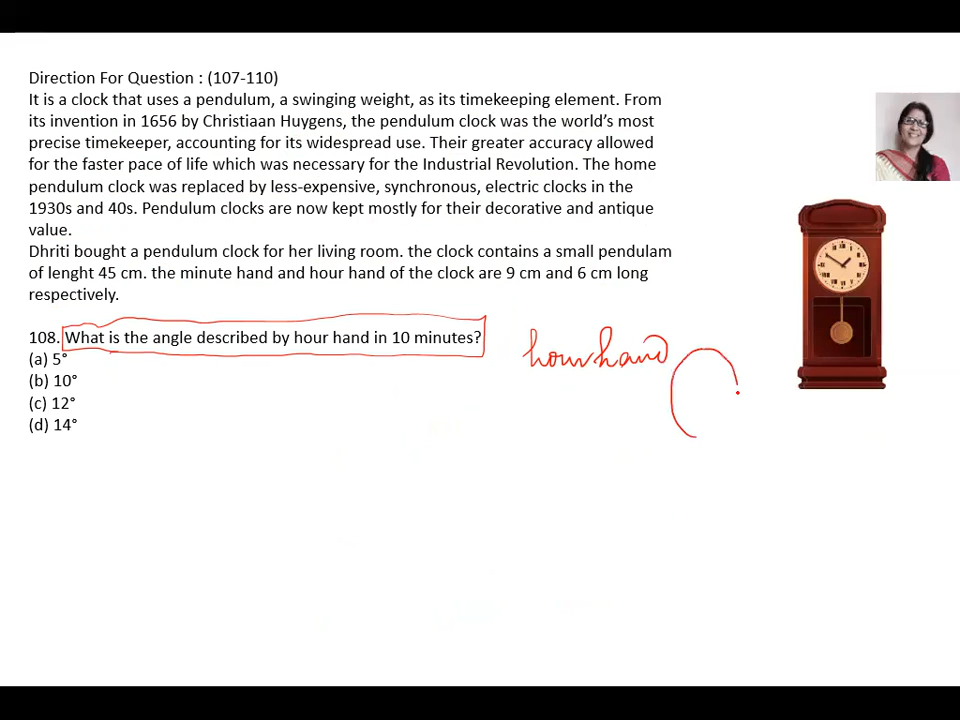 Direction For Question : (107-110)
It is a clock that uses a pendulum, a swinging weight, as its timekeeping element. From
its invention in 1656 by Christiaan Huygens, the pendulum clock was the world's most
precise timekeeper, accounting for its widespread use. Their greater accuracy allowed
for the faster pace of life which was necessary for the Industrial Revolution. The home
pendulum clock was replaced by less-expensive, synchronous, electric clocks in the
1930s and 40s. Pendulum clocks are now kept mostly for their decorative and antique
value.
Dhriti bought a pendulum clock for her living room. the clock contains a small pendulam
of lenght 45 cm. the minute hand and hour hand of the clock are 9 cm and 6 cm long
respectively.
108. What is the angle described by hour hand in 10 minutes?
hour hand
(a) 5°
(b) 10°
(c) 12°
(d) 14°